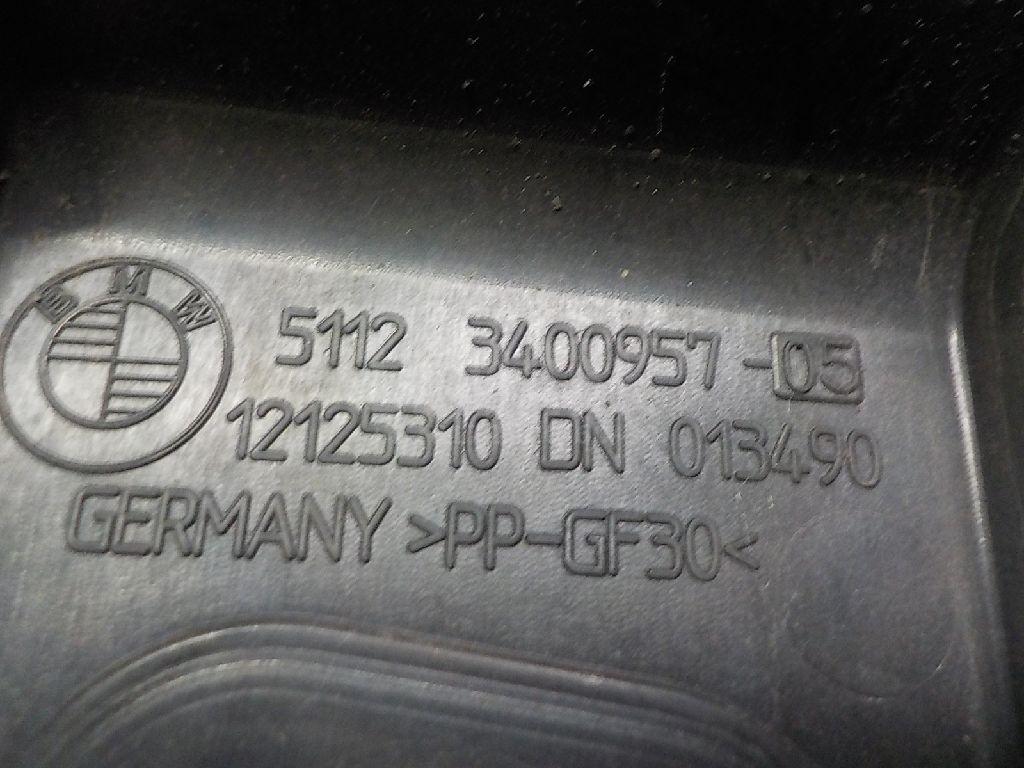 BMW
5112 3400957-05
12125310 DN 013490
GERMANY >PP-GF30<